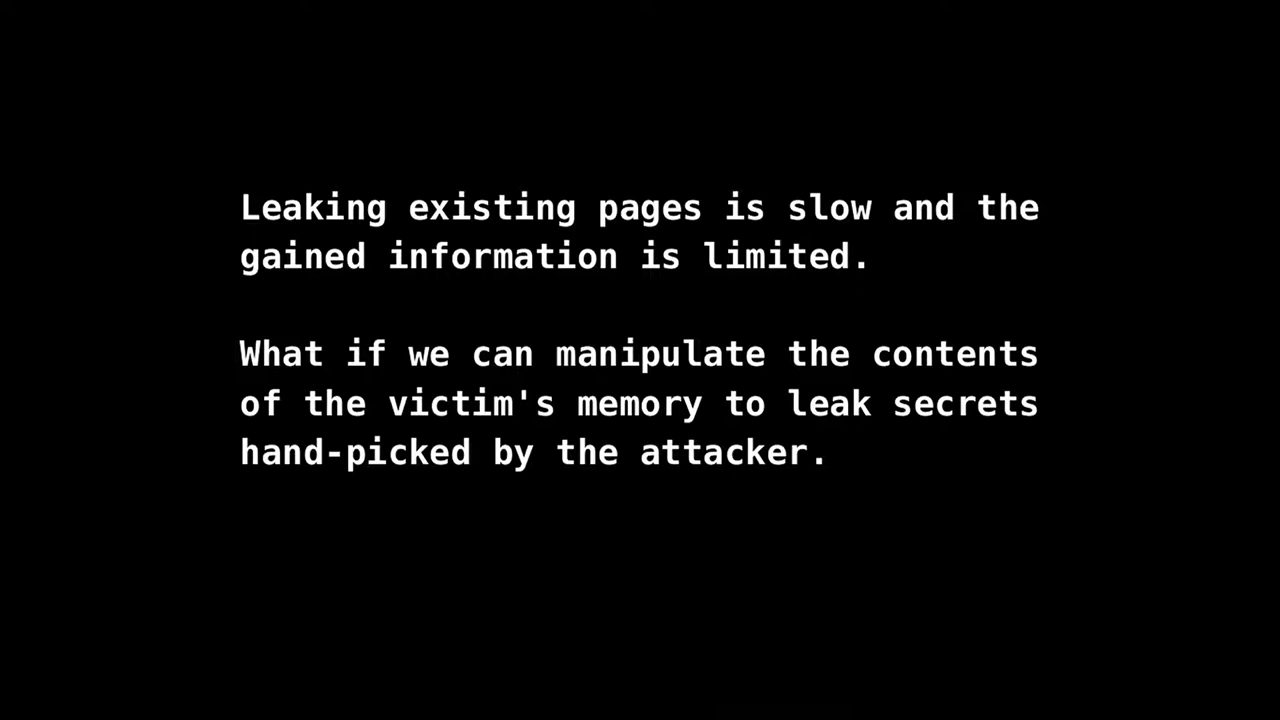 Leaking existing pages is slow and the
gained information is limited.
What if we can manipulate the contents
of the victim's memory to leak secrets
hand-picked by the attacker.